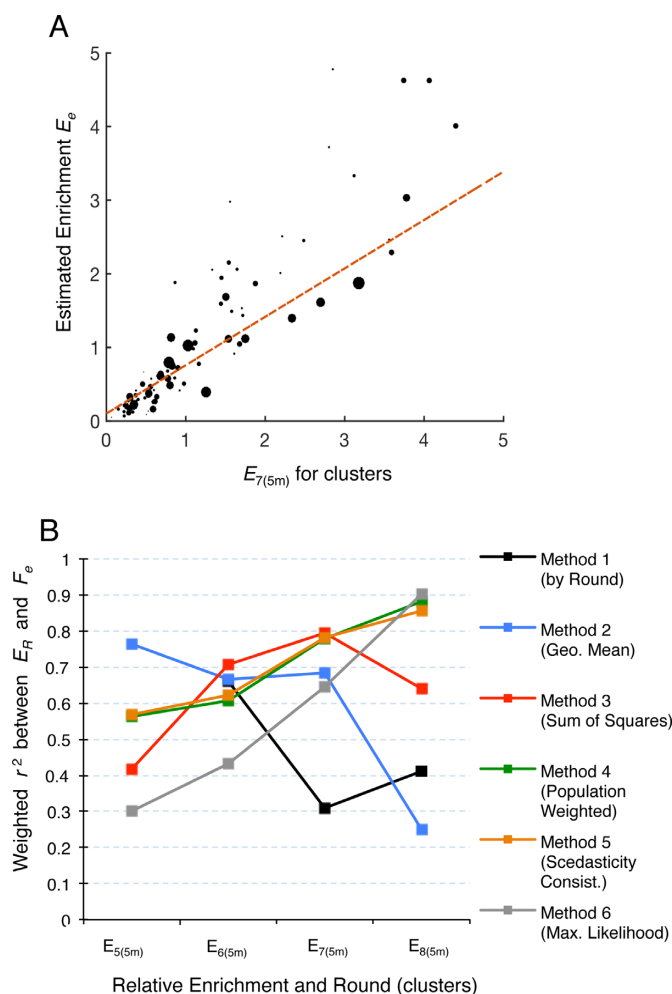 A
Estimated Enrichment Ee
5
4
3
2
1
0
0 1 2 3 4 5
E7(5m) for clusters
B
Weighted r² between ER and Fe
1
0.9
0.8
0.7
0.6
0.5
0.4
0.3
0.2
0.1
0
E5(5m) E6(5m) E7(5m) E8(5m)
Relative Enrichment and Round (clusters)
Method 1
(by Round)
Method 2
(Geo. Mean)
Method 3
(Sum of Squares)
Method 4
(Population
Weighted)
Method 5
(Scedasticity
Consist.)
Method 6
(Max. Likelihood)